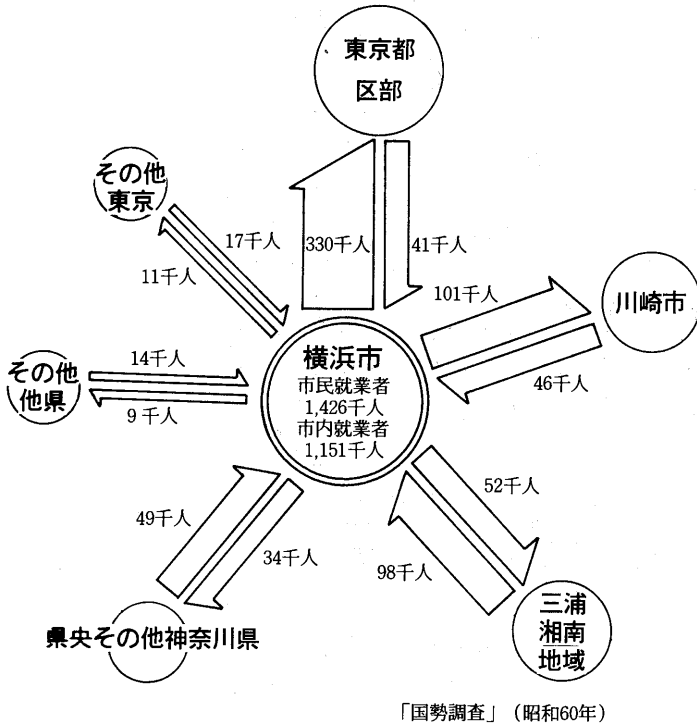 東京都
区部
その他
東京
17千人
11千人
330千人
41千人
101千人
川崎市
46千人
その他
他県
14千人
9千人
横浜市
市民就業者
1,426千人
市内就業者
1,151千人
49千人
34千人
52千人
98千人
県央その他神奈川県
三浦
湘南
地域
「国勢調査」（昭和60年）